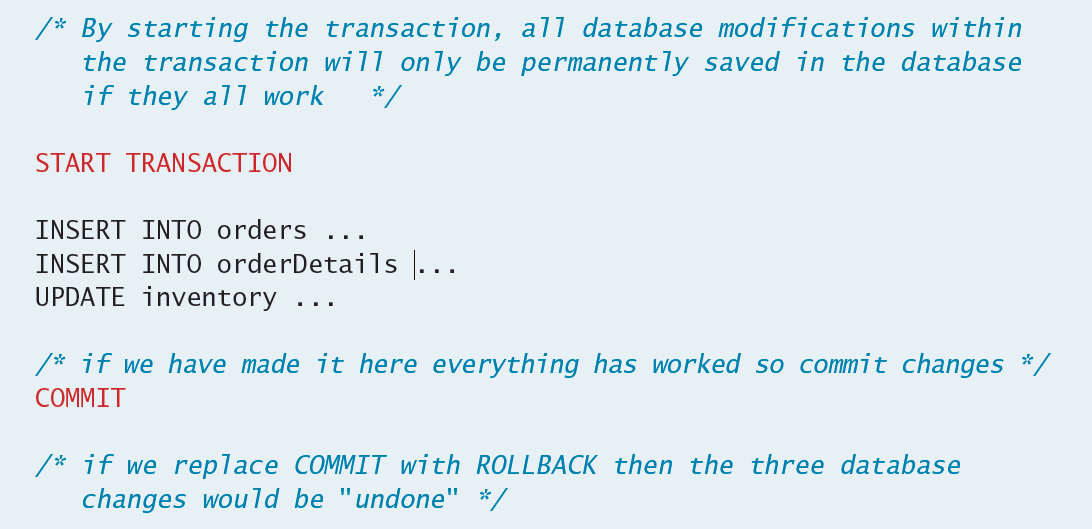 /* By starting the transaction, all database modifications within
the transaction will only be permanently saved in the database
if they all work */
START TRANSACTION
INSERT INTO orders ...
INSERT INTO orderDetails ...
UPDATE inventory ...
/* if we have made it here everything has worked so commit changes */
COMMIT
/* if we replace COMMIT with ROLLBACK then the three database
changes would be "undone" */